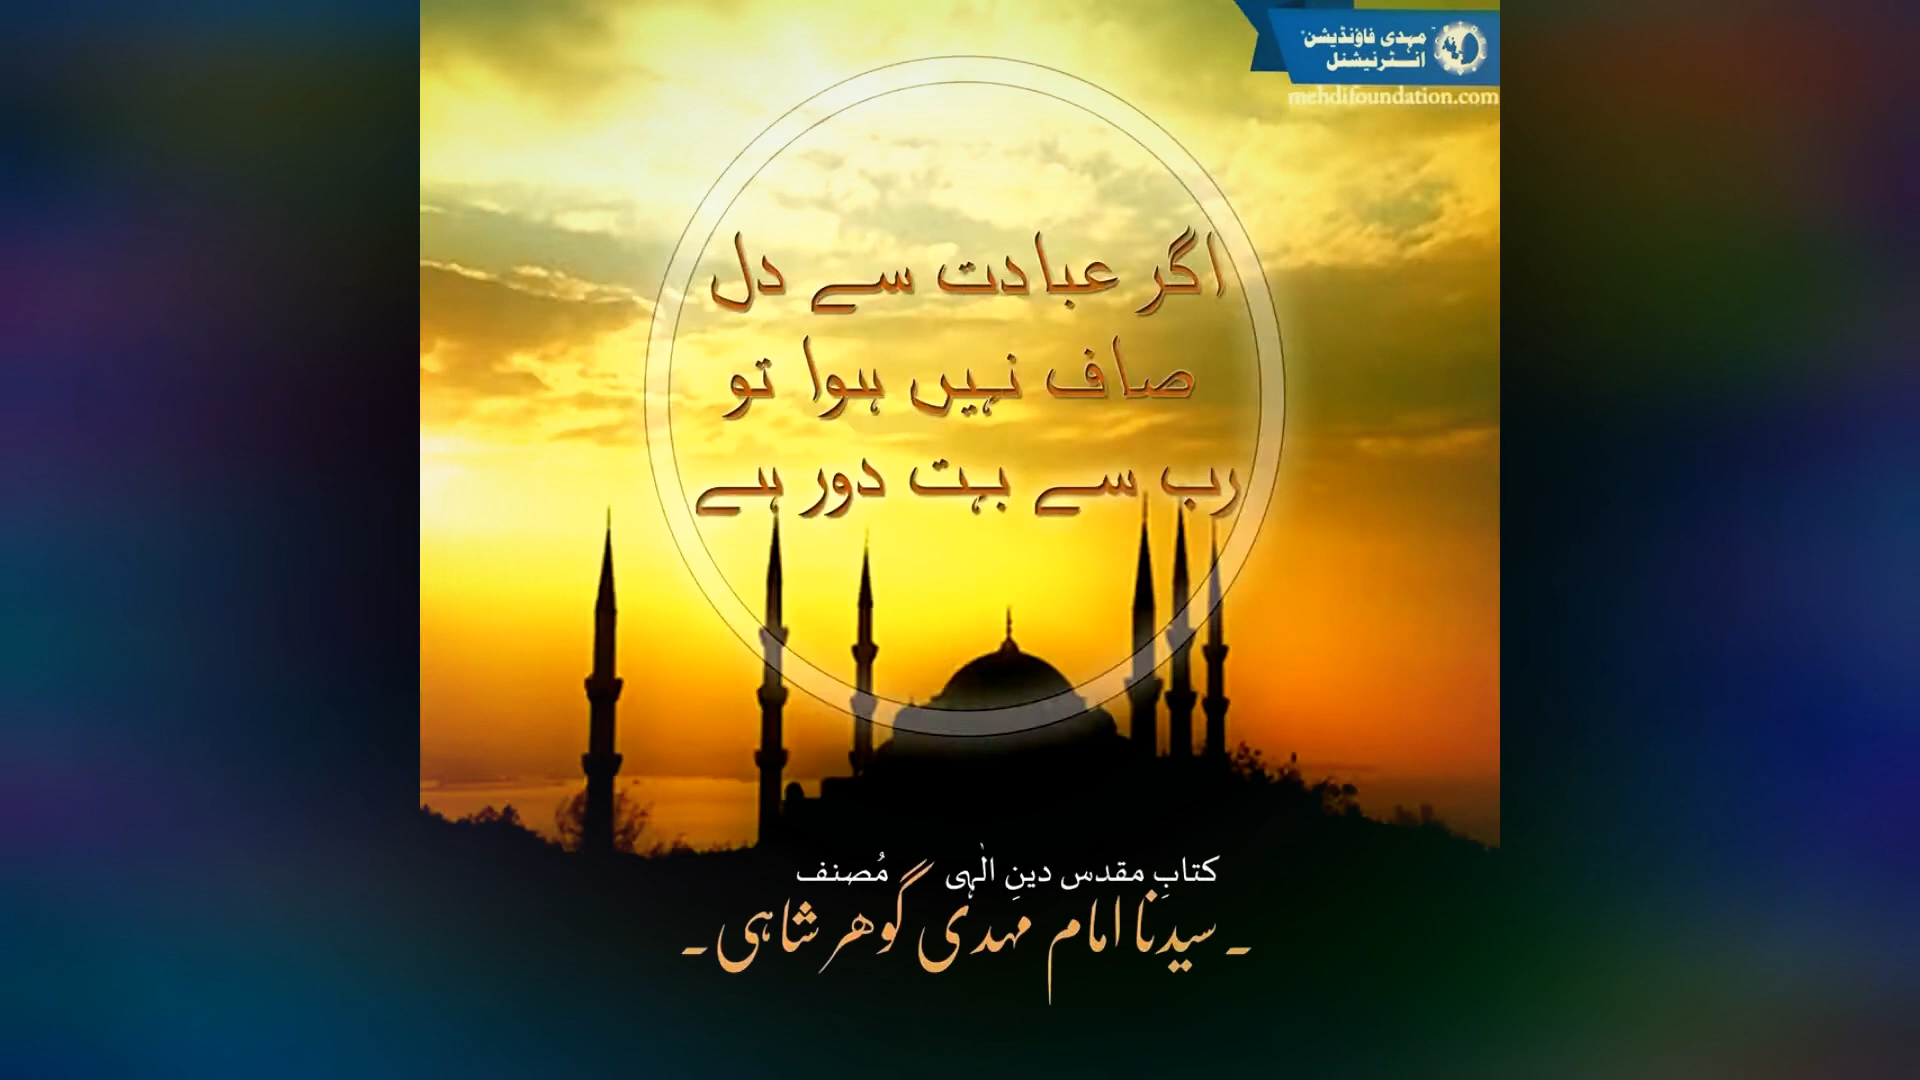 مہدی فاؤنڈیشن
انٹرنیشنل
mehdifoundation.com
اگر عبادت سے دل
صاف نہیں ہوا تو
رب سے بہت دور ہے
کتابِ مقدس دینِ الٰہی مُصنف
۔ سیدنا امام مہدی گوھر شاہی ۔